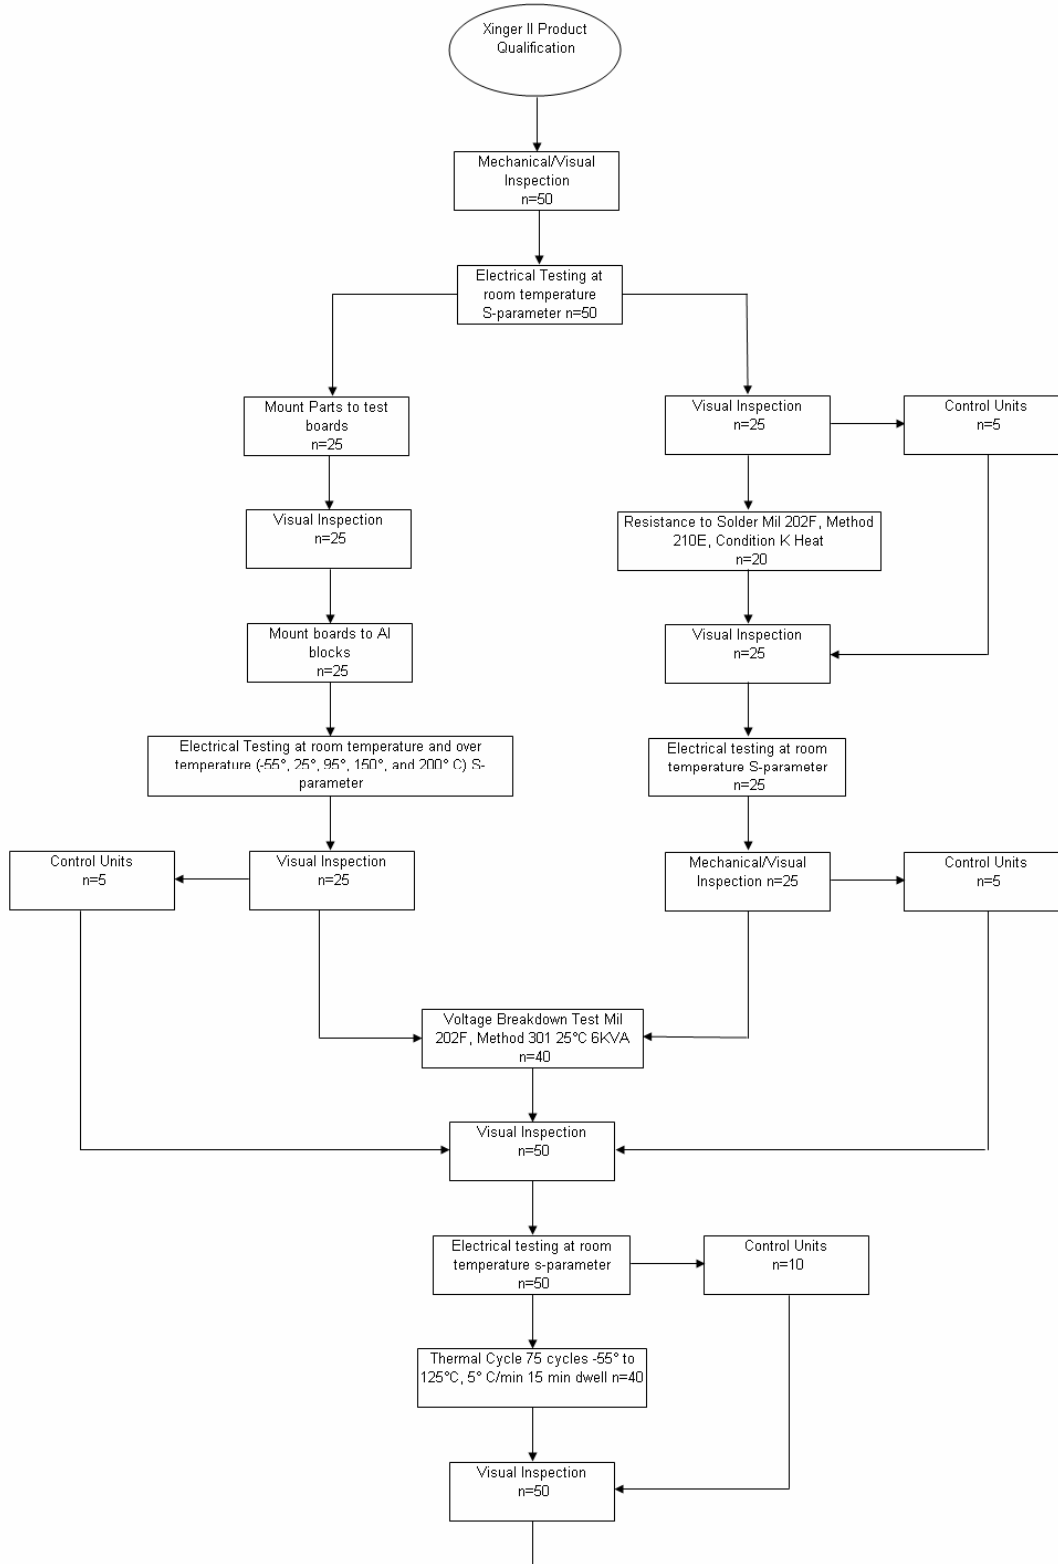 Xinger II Product
Qualification
Mechanical/Visual
Inspection
n=50
Electrical Testing at
room temperature
S-parameter n=50
Mount Parts to test
boards
n=25
Visual Inspection
n=25
Control Units
n=5
Visual Inspection
n=25
Resistance to Solder Mil 202F, Method
210E, Condition K Heat
n=20
Mount boards to Al
blocks
n=25
Visual Inspection
n=25
Electrical Testing at room temperature and over
temperature (-55°, 25°, 95°, 150°, and 200° C) S-
parameter
Electrical testing at room
temperature S-parameter
n=25
Control Units
n=5
Visual Inspection
n=25
Mechanical/Visual
Inspection n=25
Control Units
n=5
Voltage Breakdown Test Mil
202F, Method 301 25°C 6KVA
n=40
Visual Inspection
n=50
Electrical testing at room
temperature s-parameter
n=50
Control Units
n=10
Thermal Cycle 75 cycles -55° to
125°C, 5° C/min 15 min dwell n=40
Visual Inspection
n=50